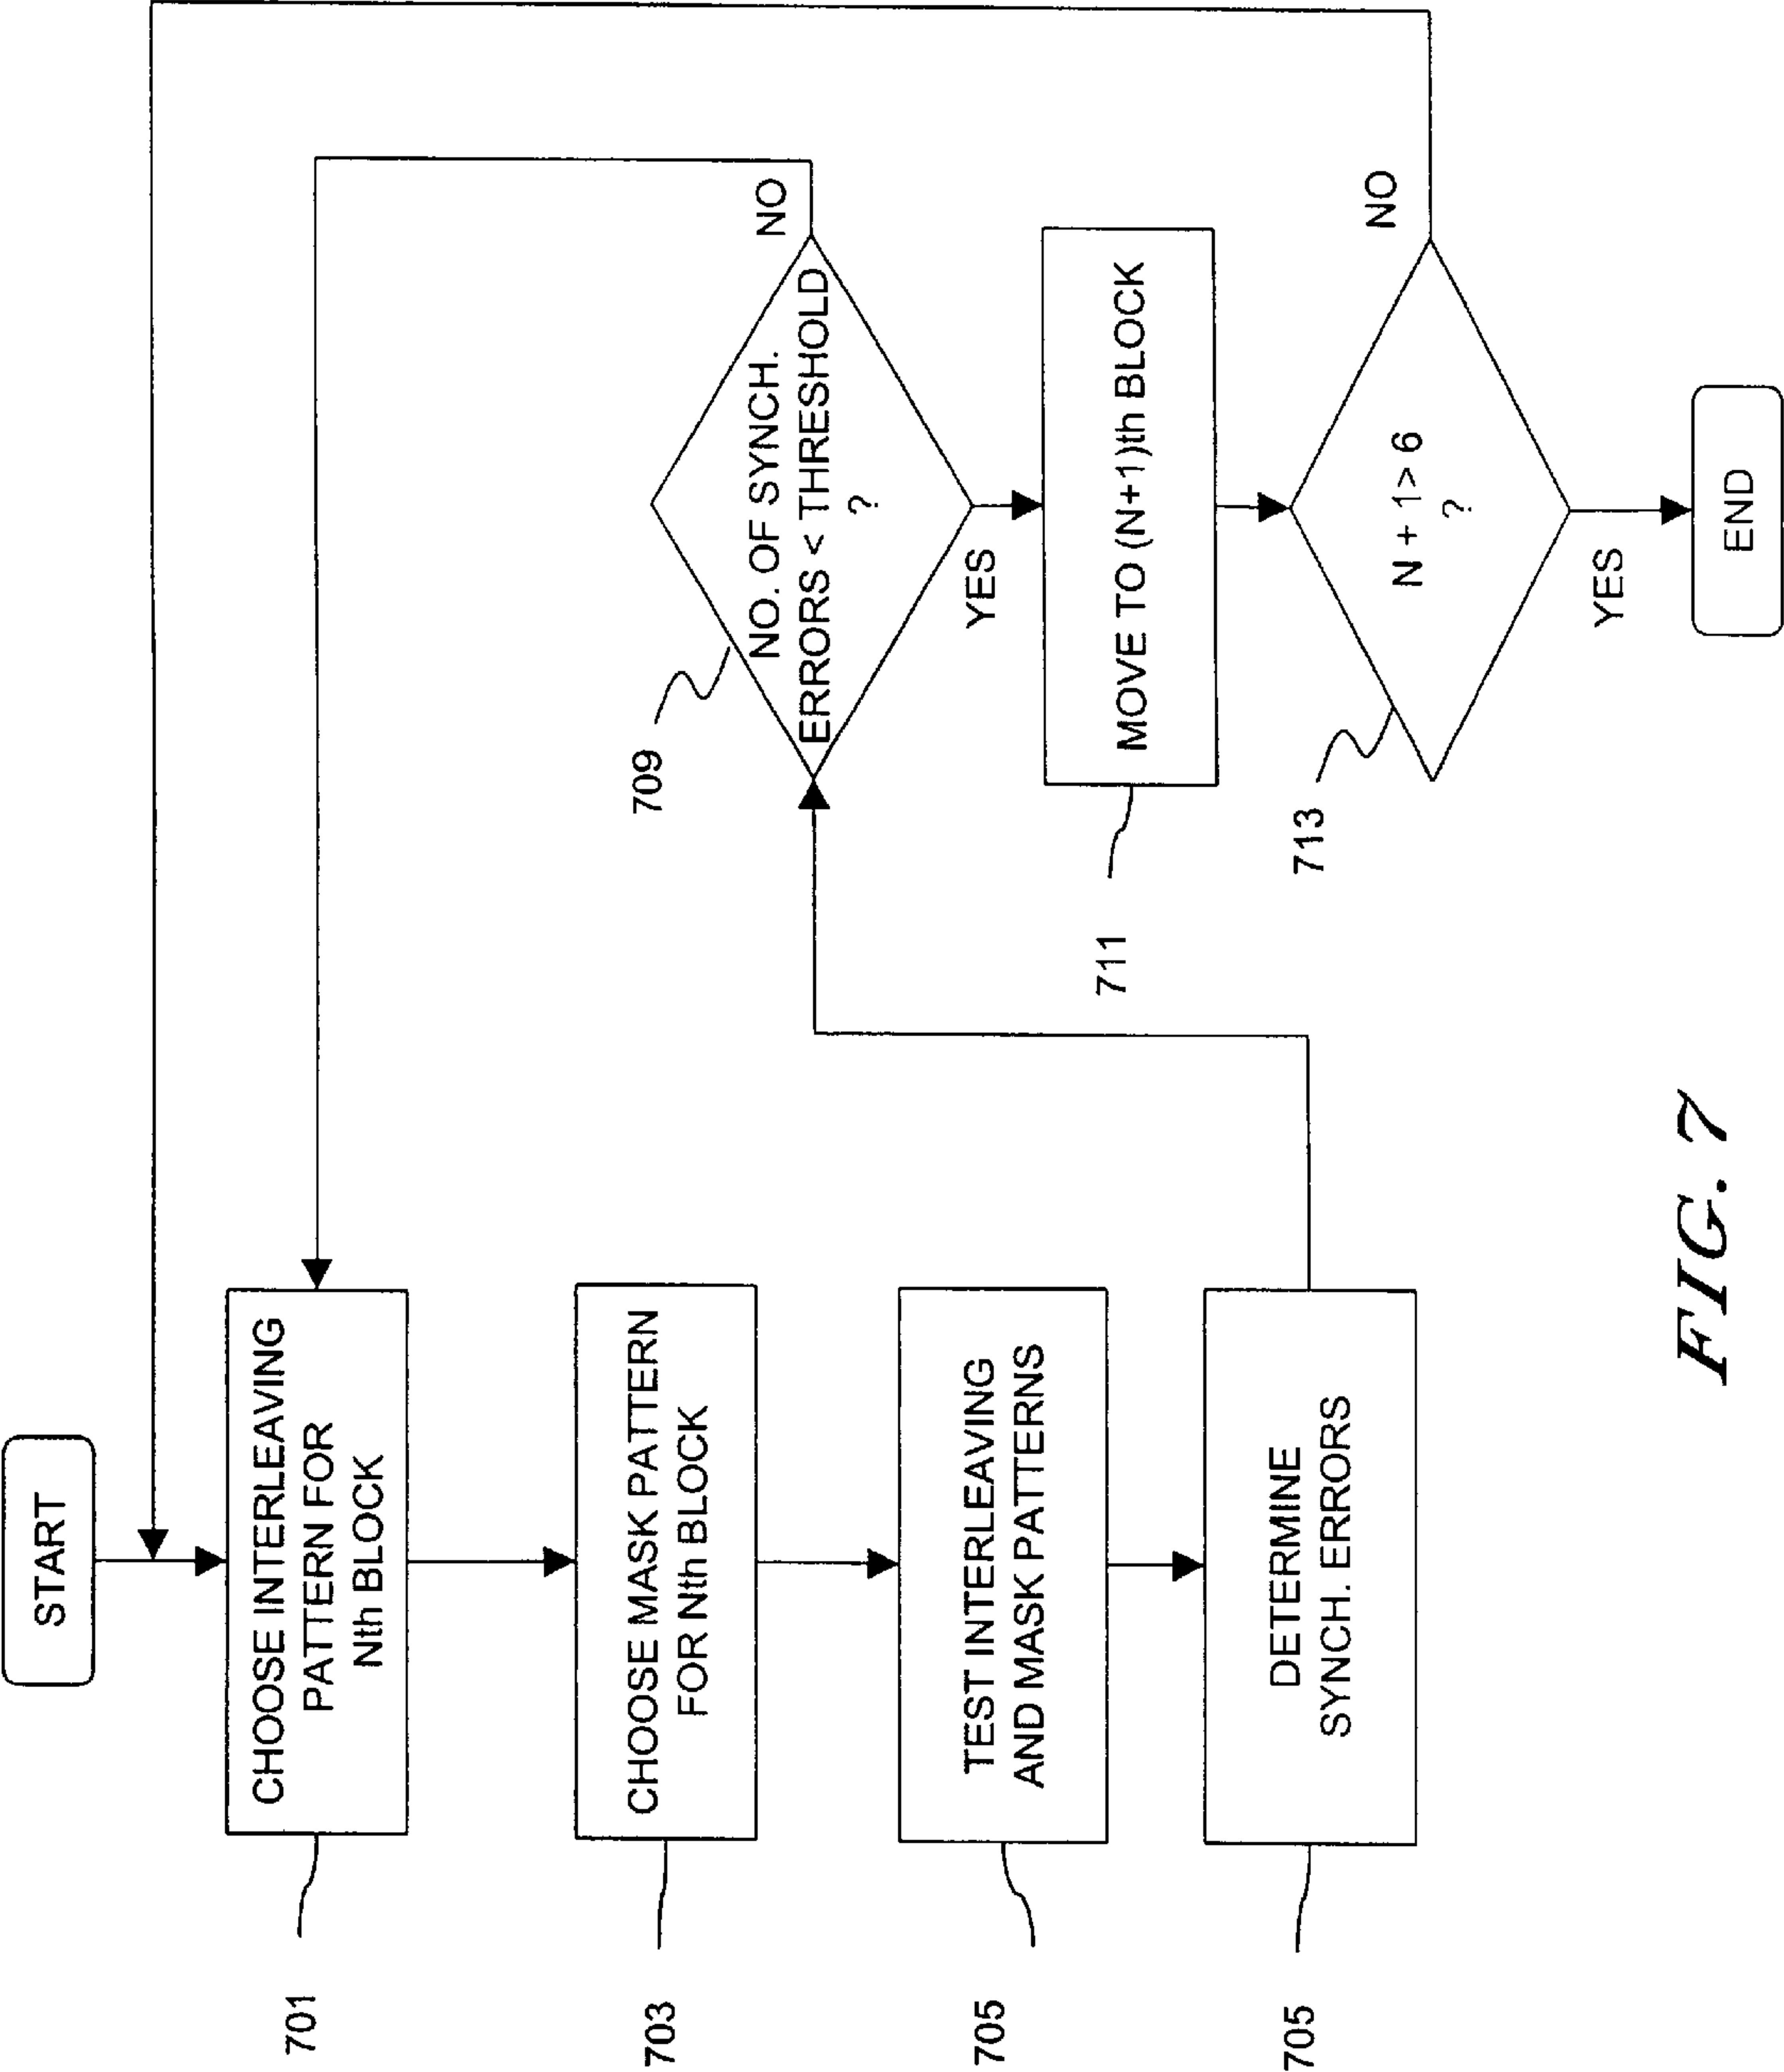 START
CHOOSE INTERLEAVING
PATTERN FOR
Nth BLOCK
701
CHOOSE MASK PATTERN
FOR Nth BLOCK
703
TEST INTERLEAVING
AND MASK PATTERNS
705
DETERMINE
SYNCH. ERRORS
705
NO. OF SYNCH.
ERRORS < THRESHOLD
?
709
NO
YES
MOVE TO (N+1)th BLOCK
711
N + 1> 6
?
713
NO
YES
END
FIG. 7